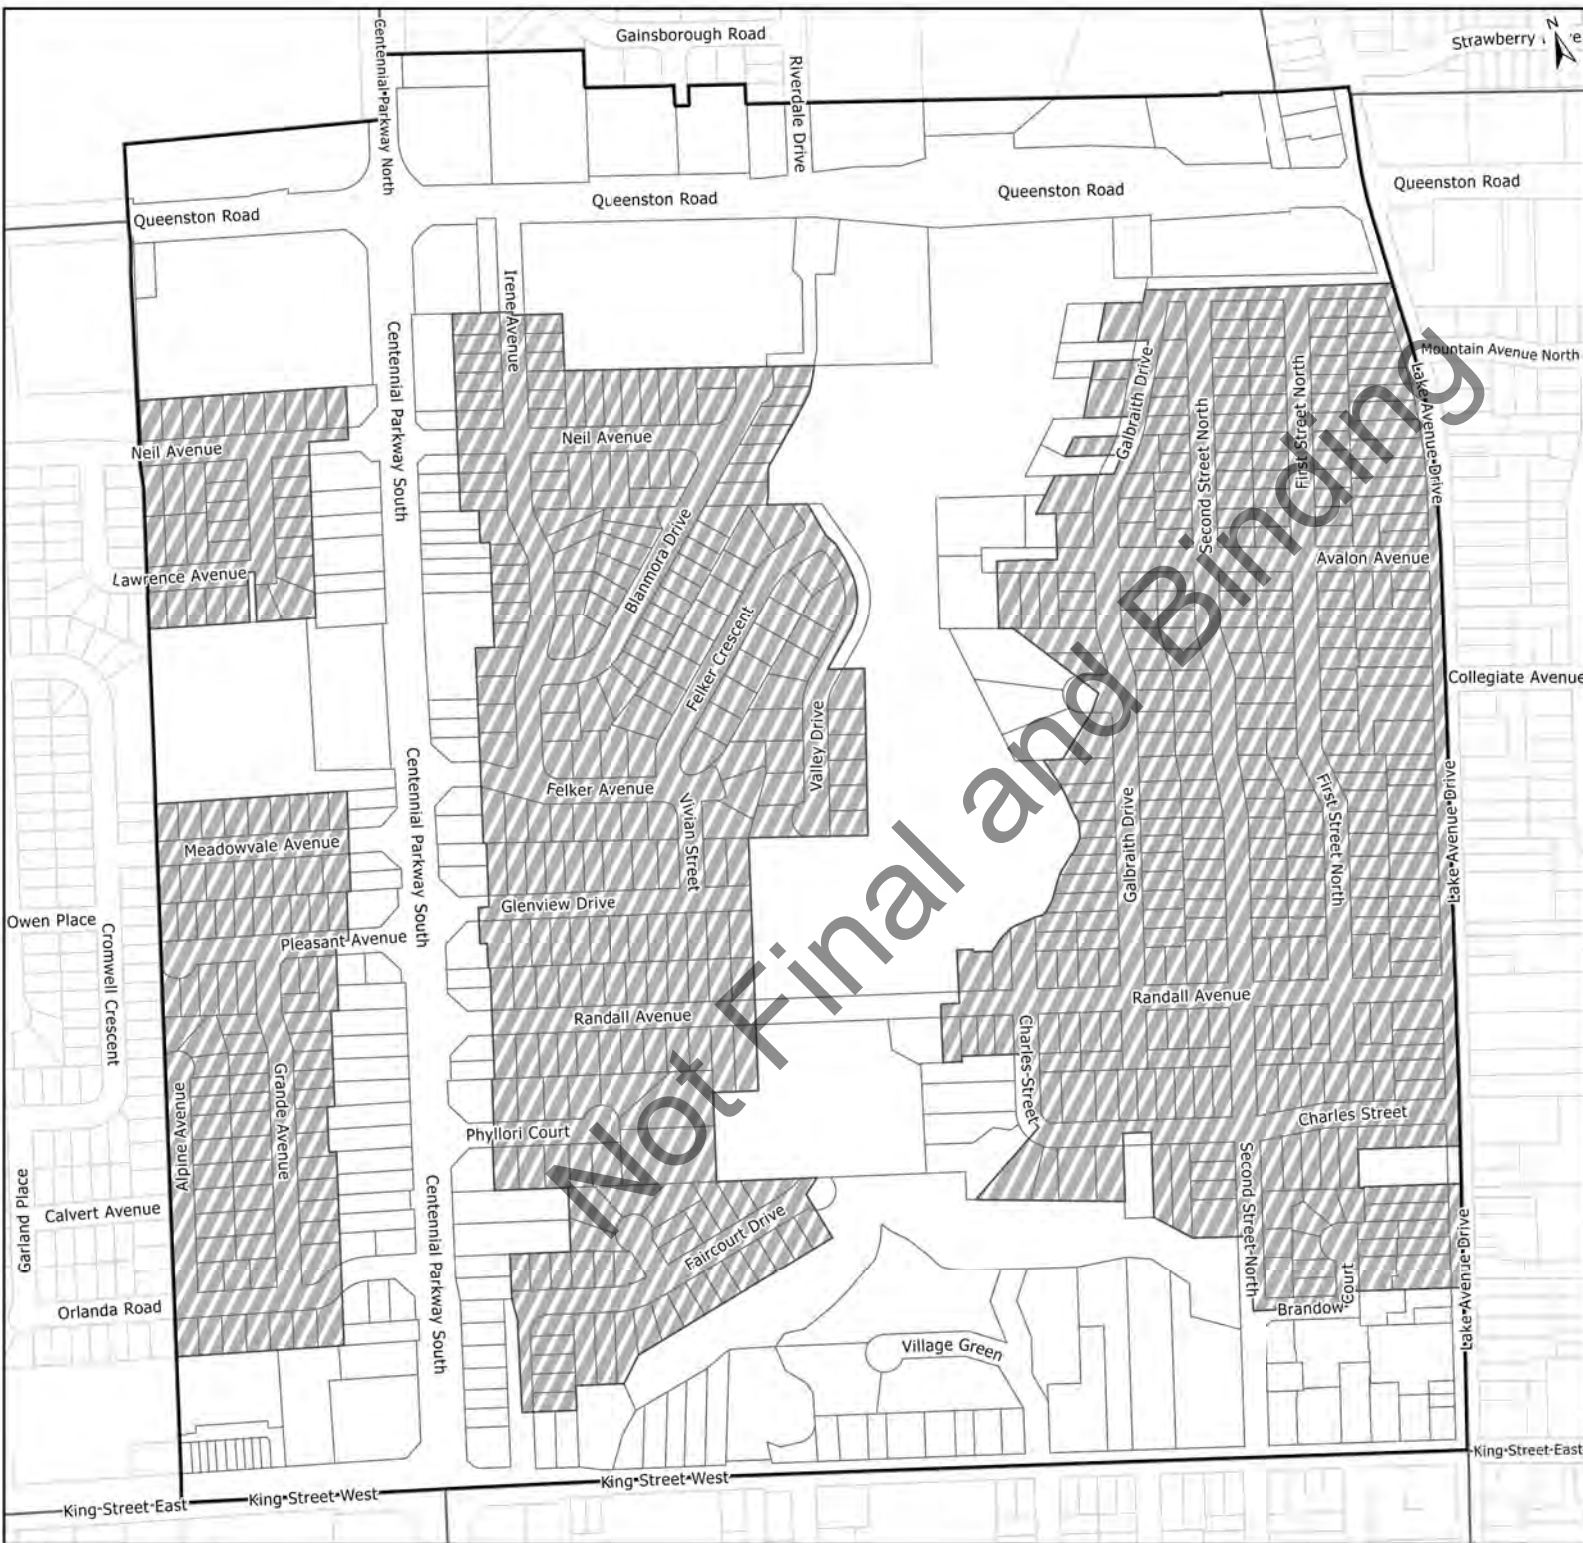 Gainsborough Road
Strawberry
N
Centennial Parkway North
Riverdale Drive
Queenston Road
Queenston Road
Queenston Road
Queenston Road
Irene Avenue
Centennial Parkway South
Galbraith Drive
Second Street North
First Street North
Mountain Avenue North
Lake Avenue Drive
Neil Avenue
Neil Avenue
Lawrence Avenue
Blanmora Drive
Felker Crescent
Avalon Avenue
Collegiate Avenue
Valley Drive
Centennial Parkway South
Felker Avenue
Vivian Street
Galbraith Drive
First Street North
Lake Avenue Drive
Meadowvale Avenue
Glenview Drive
Owen Place
Cromwell Crescent
Pleasant Avenue
Randall Avenue
Randall Avenue
Charles Street
Grande Avenue
Alpine Avenue
Phyllori Court
Charles Street
Second Street North
Garland Place
Calvert Avenue
Centennial Parkway South
Faircourt Drive
Lake Avenue Drive
Orlanda Road
Brandow Court
Village Green
King Street East
King Street West
King Street West
King Street East
Not Final and Binding